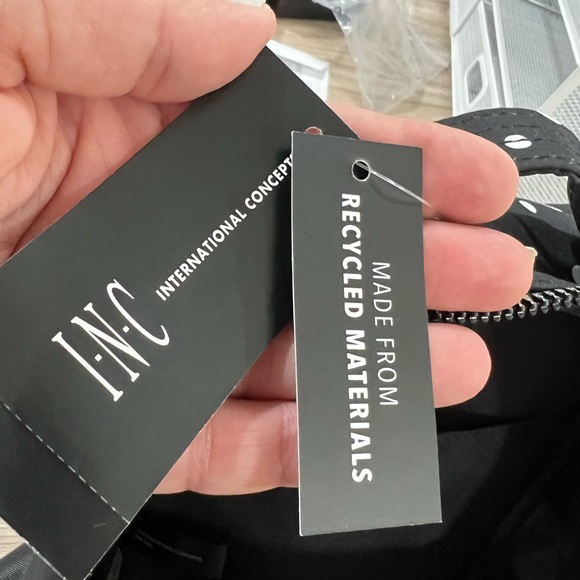 I·N·C
INTERNATIONAL CONCEPTS
MADE FROM
RECYCLED MATERIALS